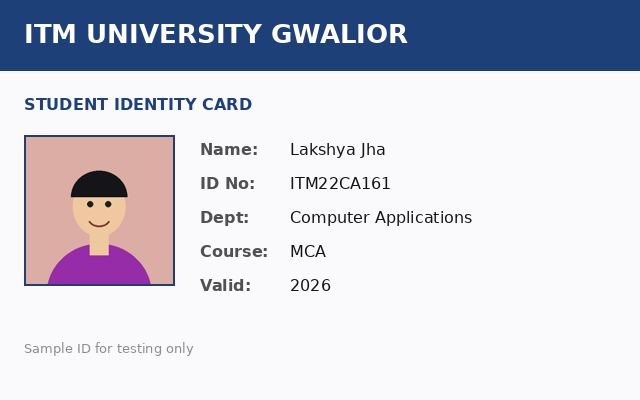 ITM UNIVERSITY GWALIOR
STUDENT IDENTITY CARD
Name: Lakshya Jha
ID No: ITM22CA161
Dept: Computer Applications
Course: MCA
Valid: 2026
Sample ID for testing only